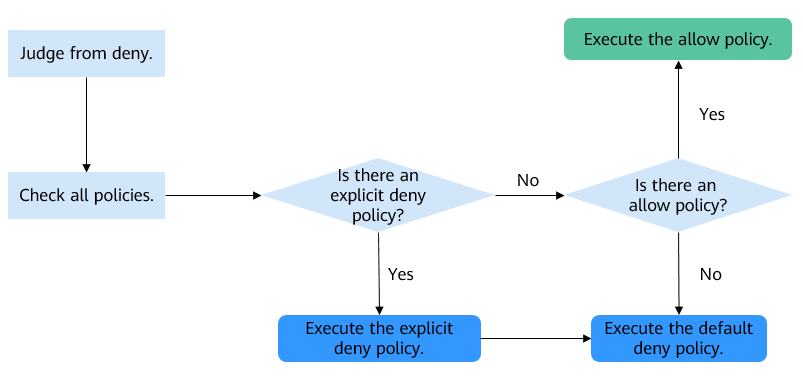 Judge from deny.
Execute the allow policy.
Yes
Check all policies.
Is there an
explicit deny
policy?
No
Is there an
allow policy?
Yes
No
Execute the explicit
deny policy.
Execute the default
deny policy.